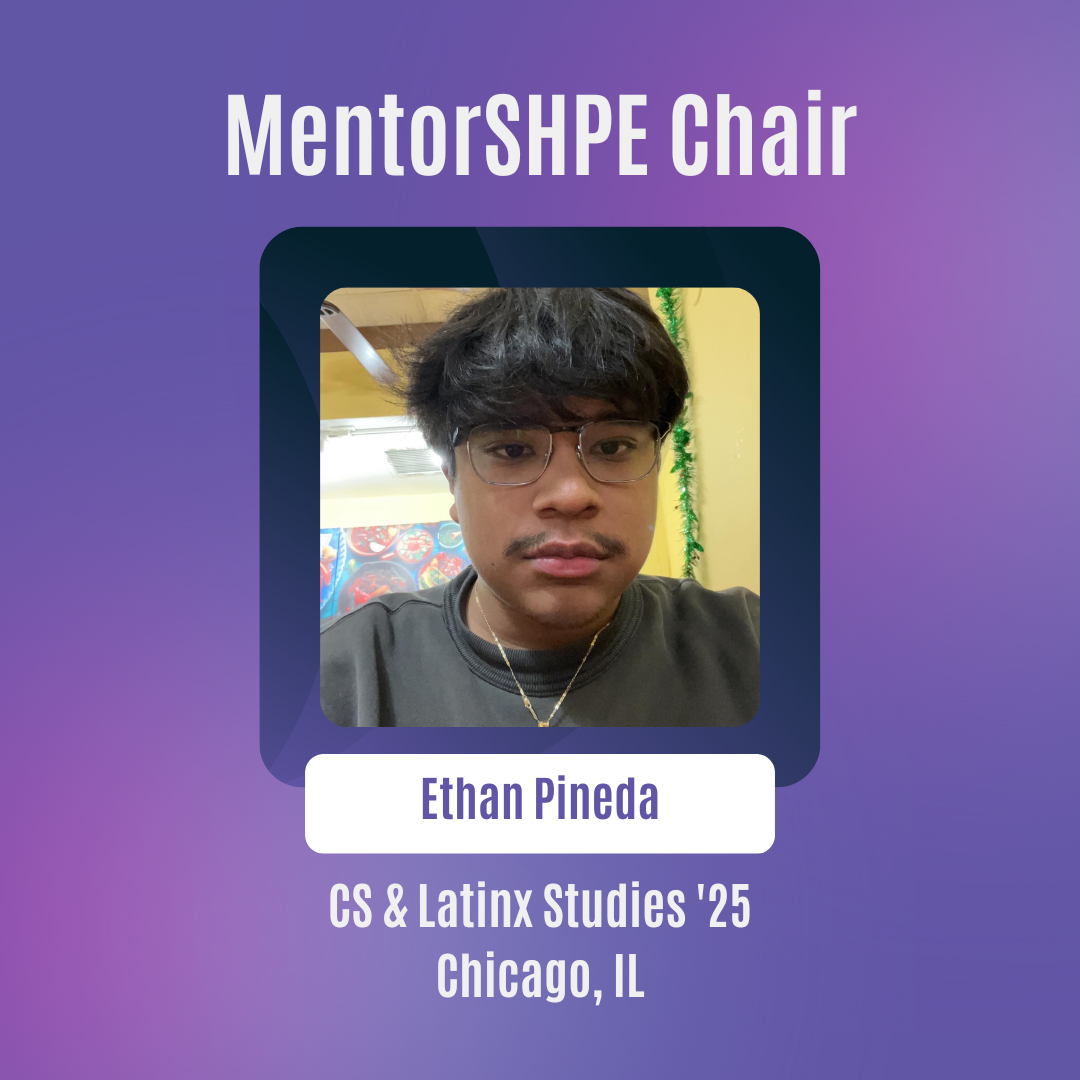 MentorSHPE Chair
Ethan Pineda
CS & Latinx Studies '25
Chicago, IL